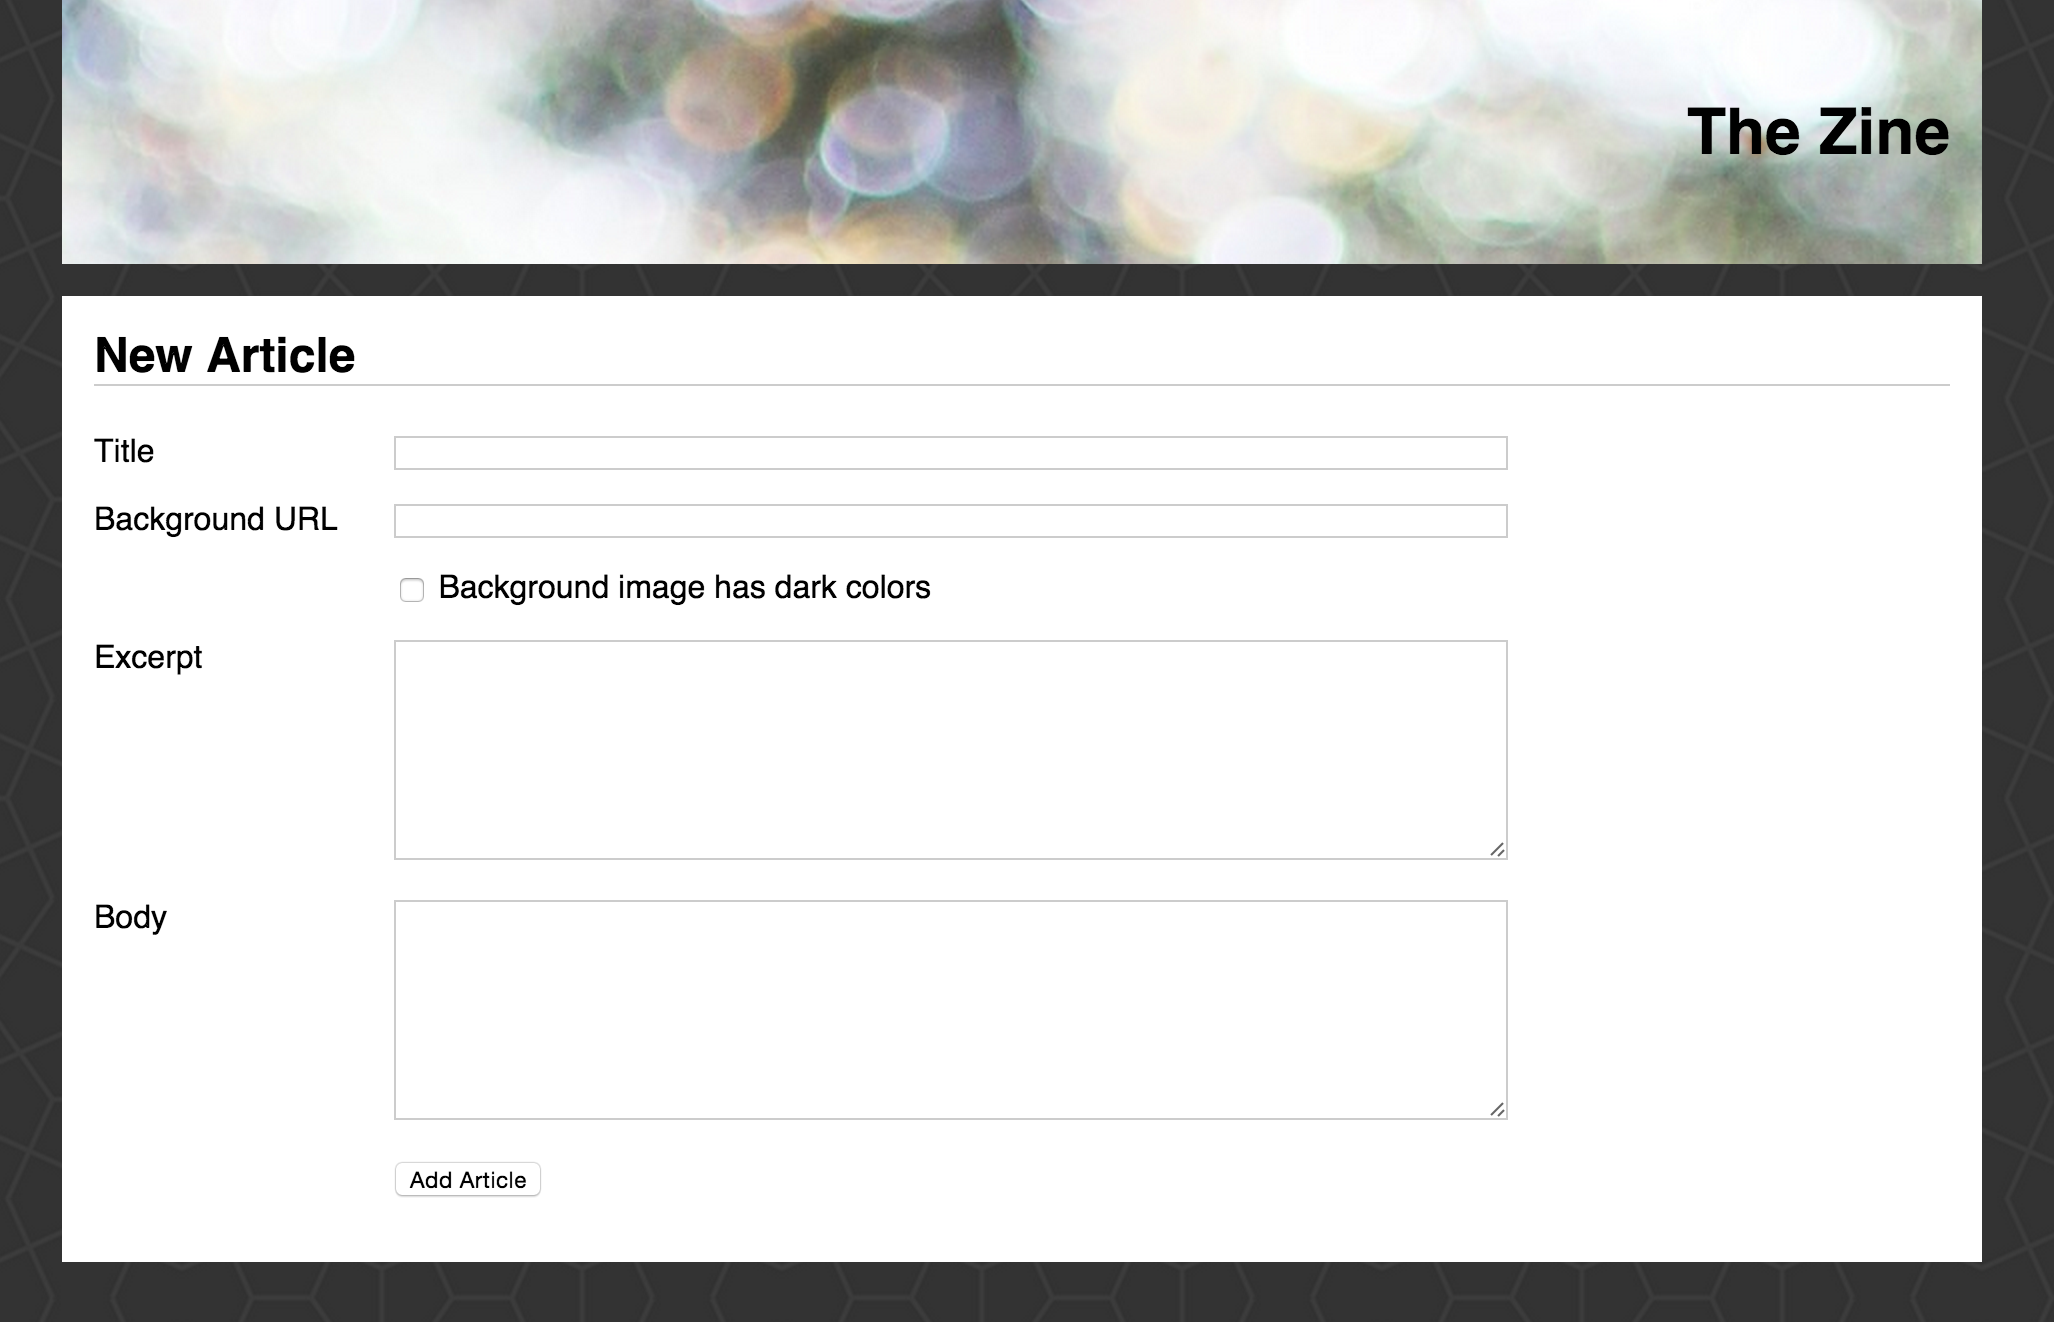 The Zine
New Article
Title
Background URL
Background image has dark colors
Excerpt
Body
Add Article